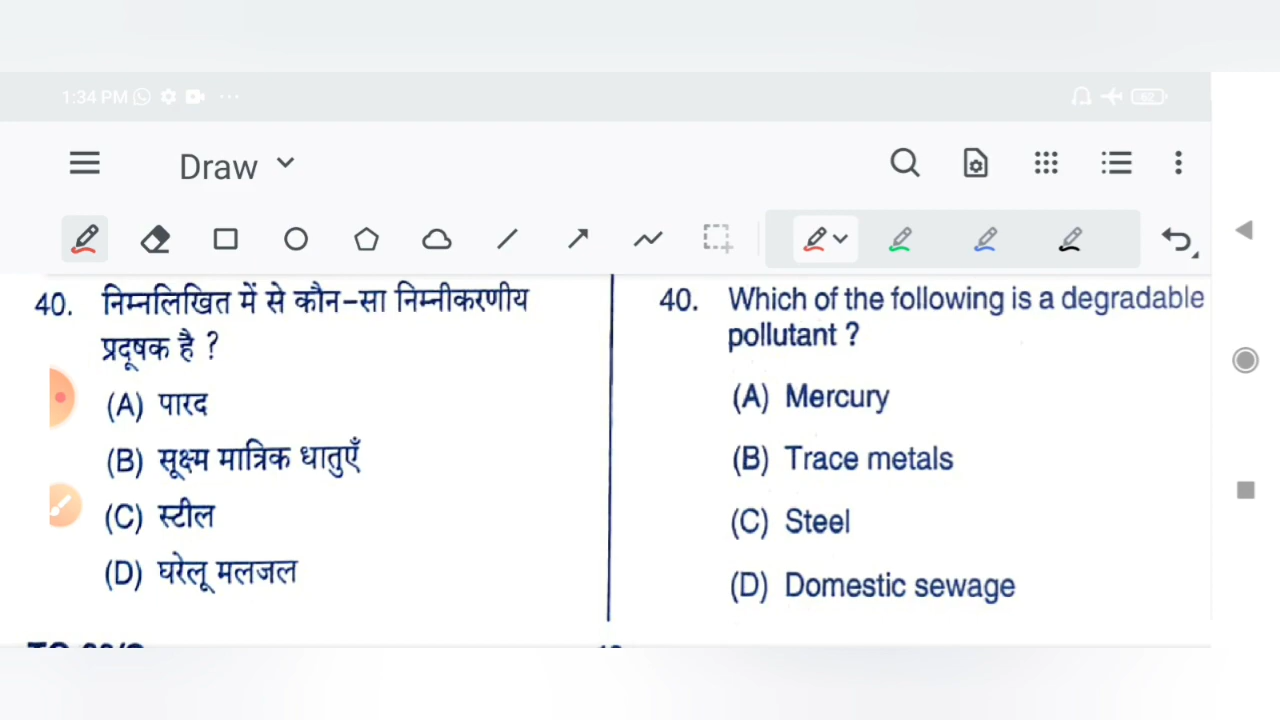 1:34 PM
62
Draw
40. निम्नलिखित में से कौन-सा निम्नीकरणीय
प्रदूषक है ?
(A) पारद
(B) सूक्ष्म मात्रिक धातुएँ
(C) स्टील
(D) घरेलू मलजल
40. Which of the following is a degradable
pollutant ?
(A) Mercury
(B) Trace metals
(C) Steel
(D) Domestic sewage